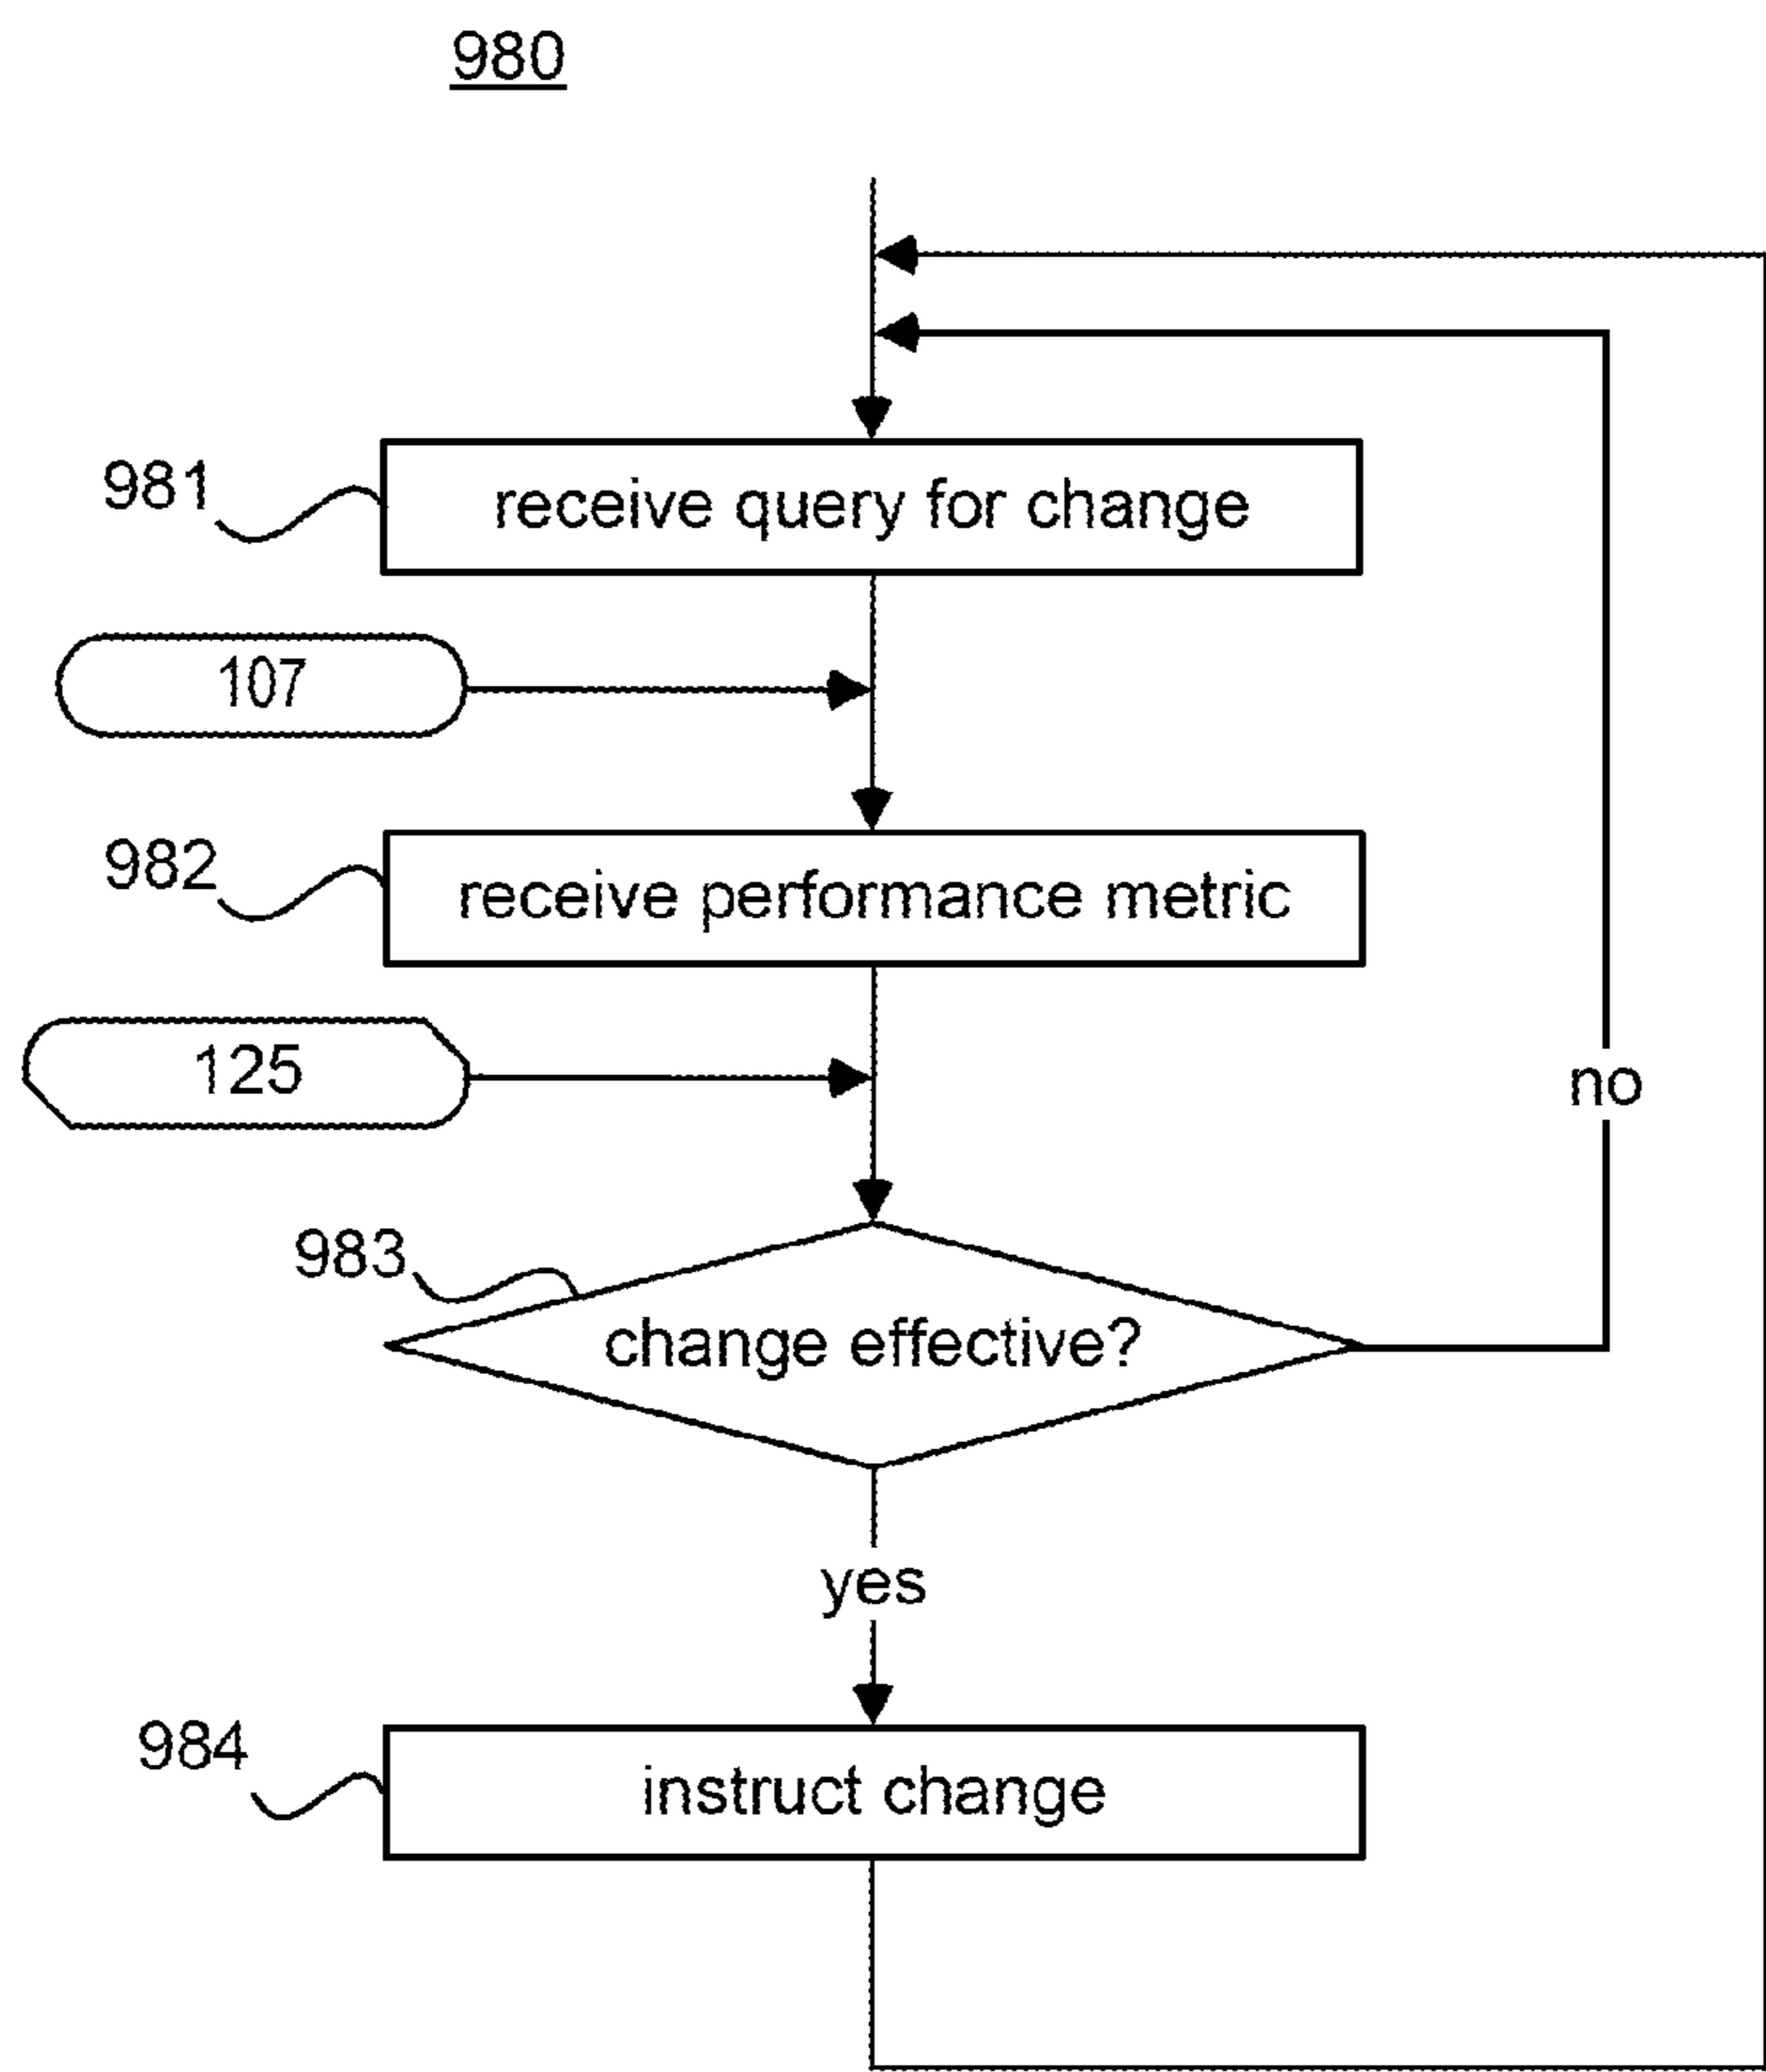 980
981
receive query for change
107
982
receive performance metric
125
no
983
change effective?
yes
984
instruct change